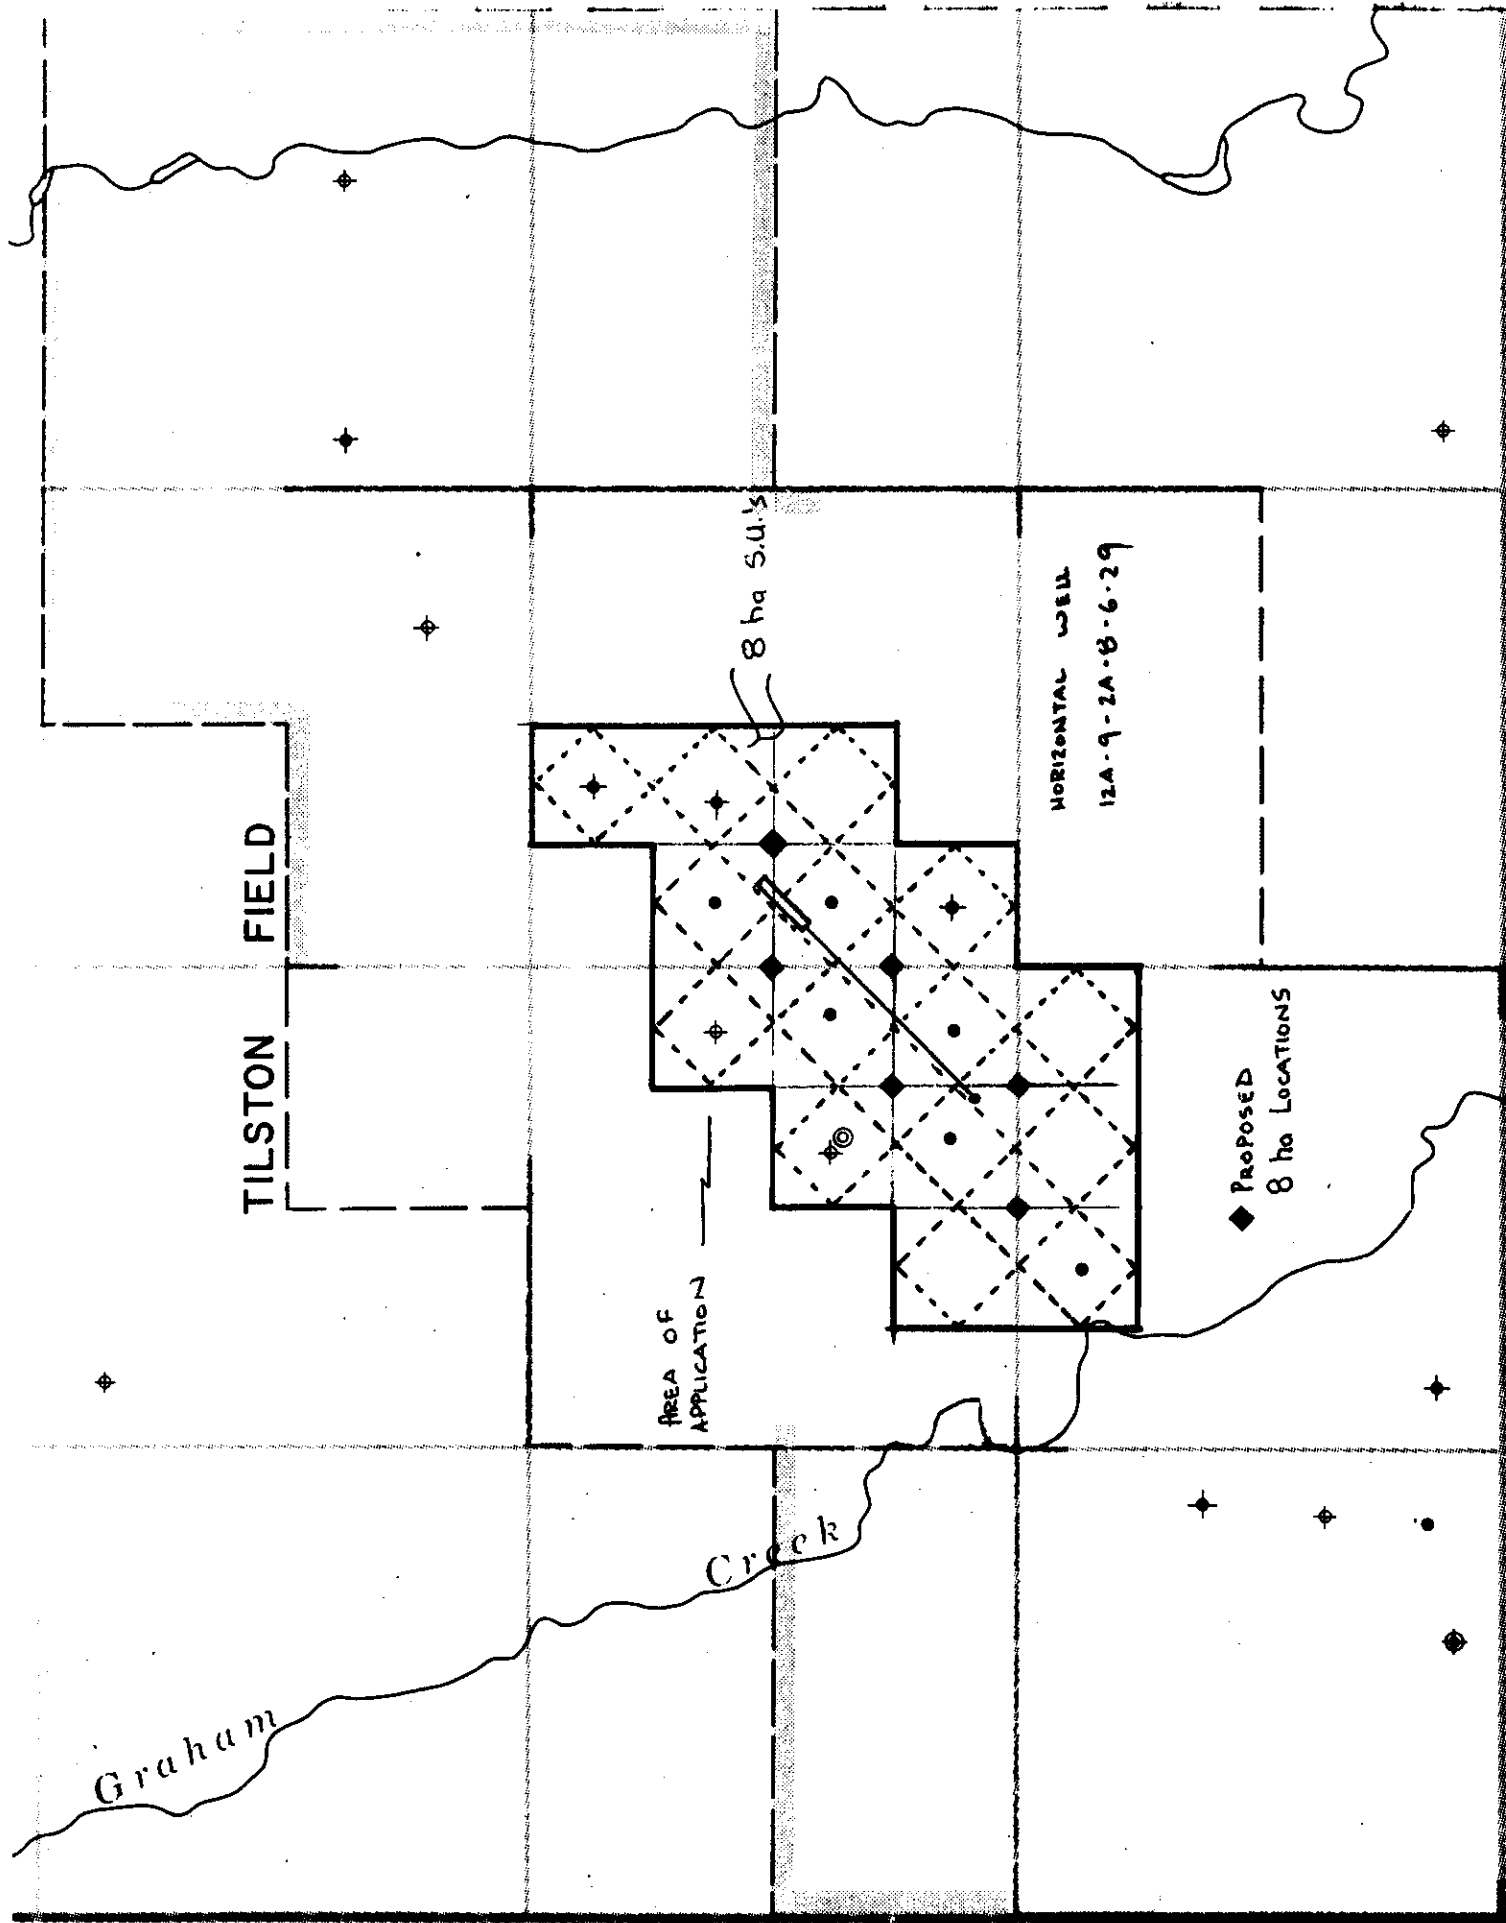 TILSTON FIELD
8 ha S.U.'s
HORIZONTAL WELL
12A-9-2A-8-6-29
AREA OF
APPLICATION
PROPOSED
8 ha LOCATIONS
Graham Creek